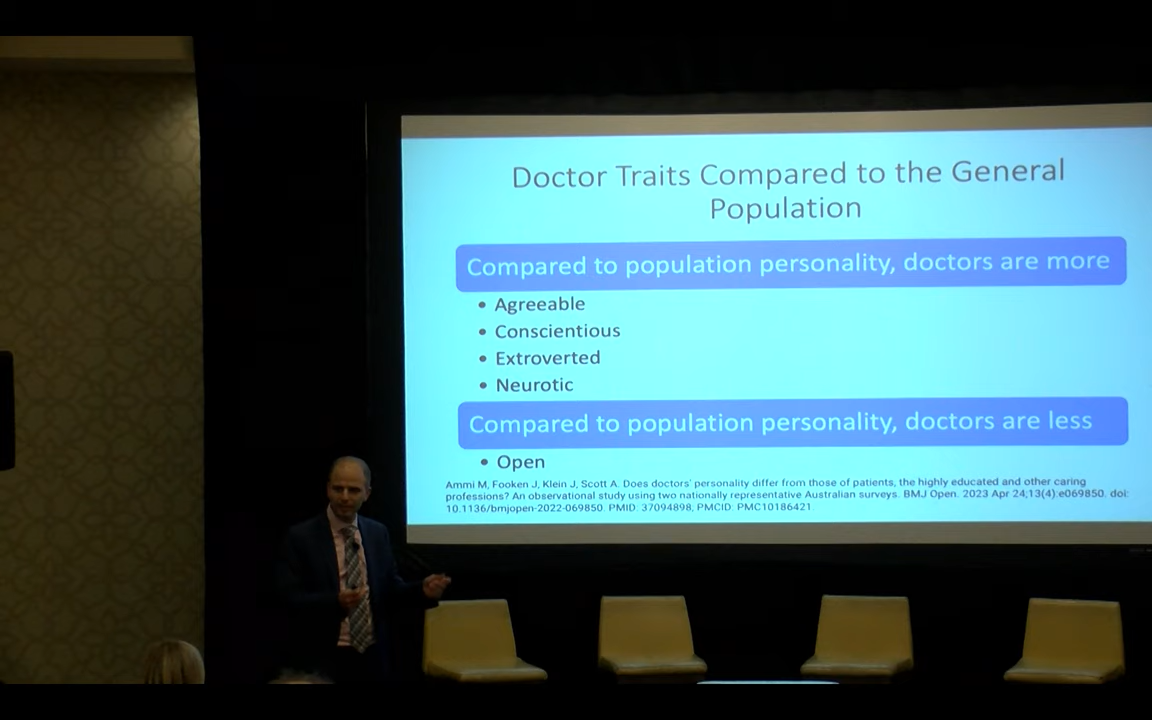 Doctor Traits Compared to the General
Population
Compared to population personality, doctors are more
• Agreeable
• Conscientious
• Extroverted
• Neurotic
Compared to population personality, doctors are less
• Open
Ammi M, Fooken J, Klein J, Scott A. Does doctors' personality differ from those of patients, the highly educated and other caring
professions? An observational study using two nationally representative Australian surveys. BMJ Open. 2023 Apr 24;13(4):e069850. doi:
10.1136/bmjopen-2022-069850. PMID: 37094898; PMCID: PMC10186421.